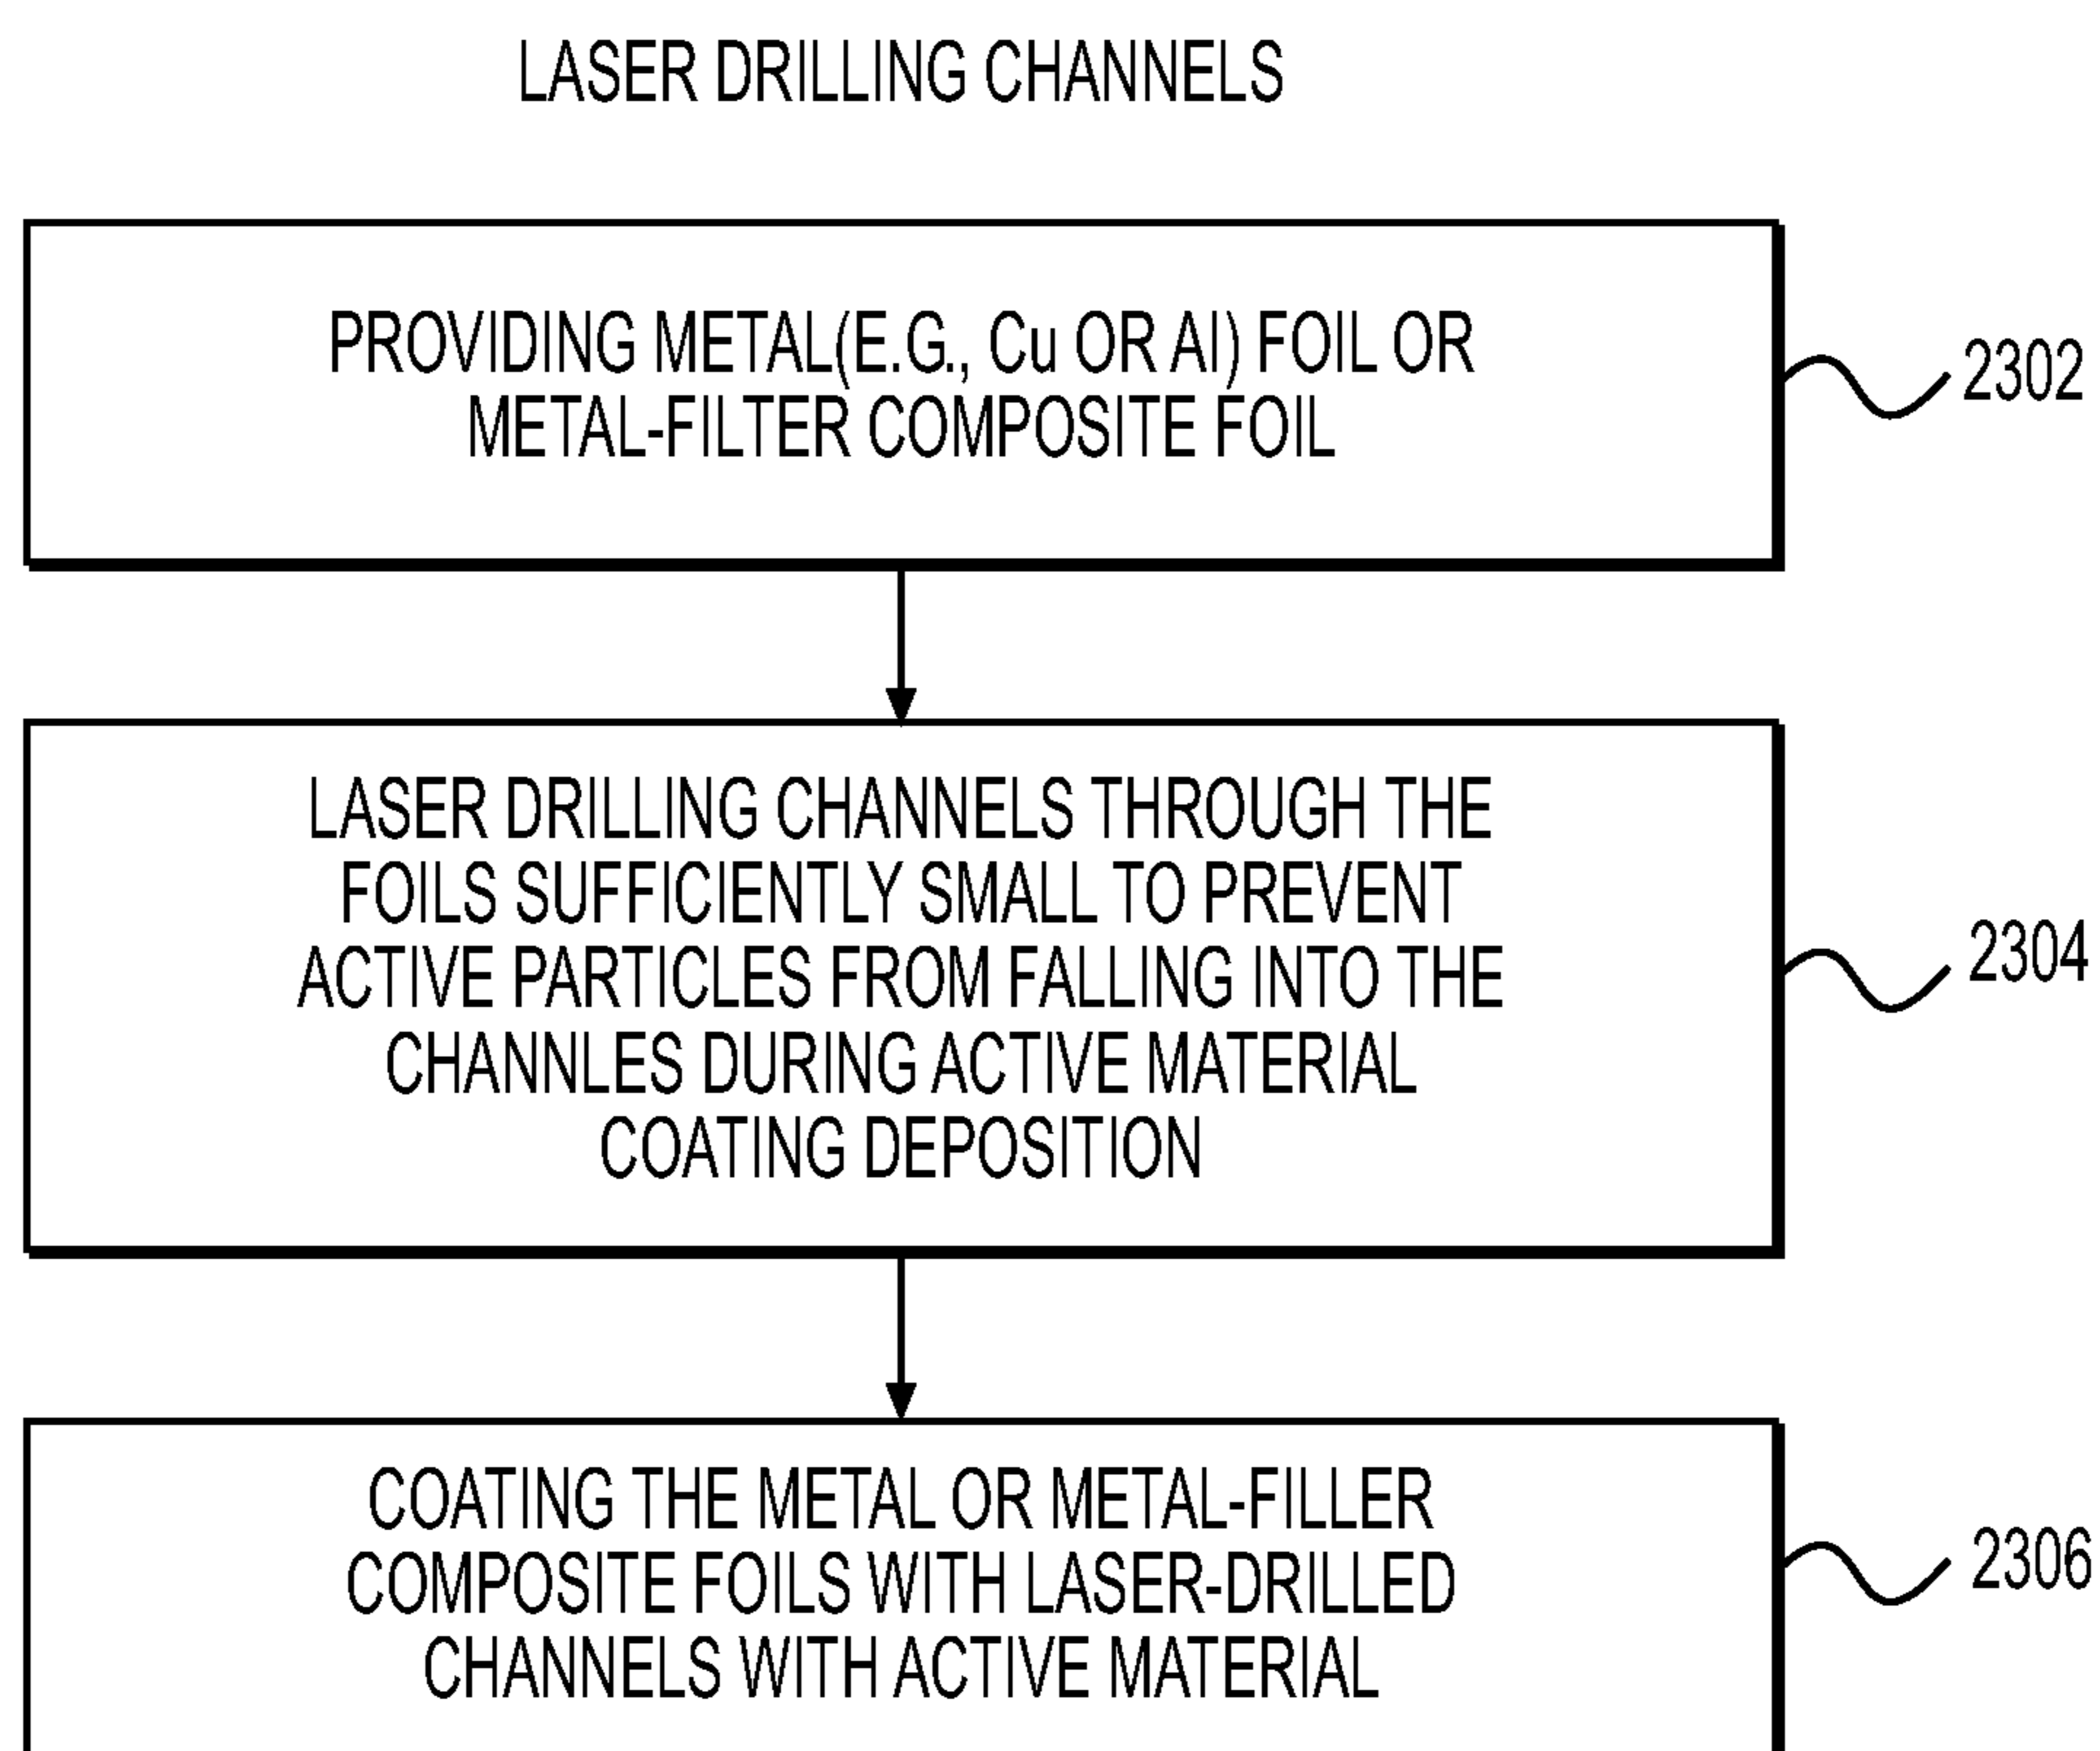 LASER DRILLING CHANNELS
PROVIDING METAL(E.G., Cu OR Al) FOIL OR
METAL-FILTER COMPOSITE FOIL
2302
LASER DRILLING CHANNELS THROUGH THE
FOILS SUFFICIENTLY SMALL TO PREVENT
ACTIVE PARTICLES FROM FALLING INTO THE
CHANNLES DURING ACTIVE MATERIAL
COATING DEPOSITION
2304
COATING THE METAL OR METAL-FILLER
COMPOSITE FOILS WITH LASER-DRILLED
CHANNELS WITH ACTIVE MATERIAL
2306